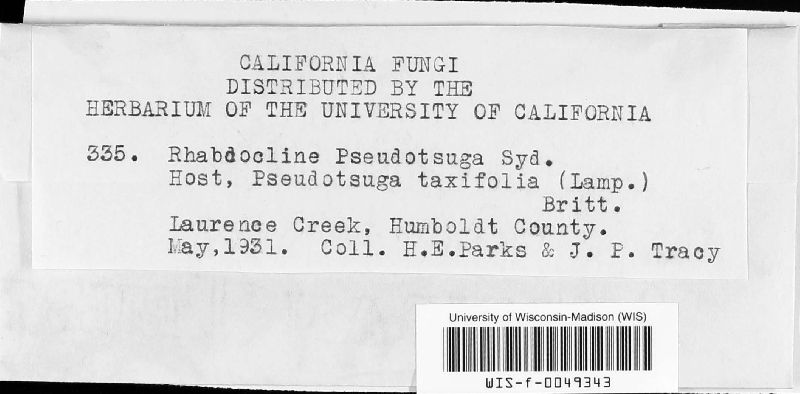 CALIFORNIA FUNGI
DISTRIBUTED BY THE
HERBARIUM OF THE UNIVERSITY OF CALIFORNIA
335. Rhabdocline Pseudotsuga Syd.
Host, Pseudotsuga taxifolia (Lamp.)
Britt.
Laurence Creek, Humboldt County.
May,1931. Coll. H.E.Parks & J. P. Tracy
University of Wisconsin-Madison (WIS)
WIS-f-0049343